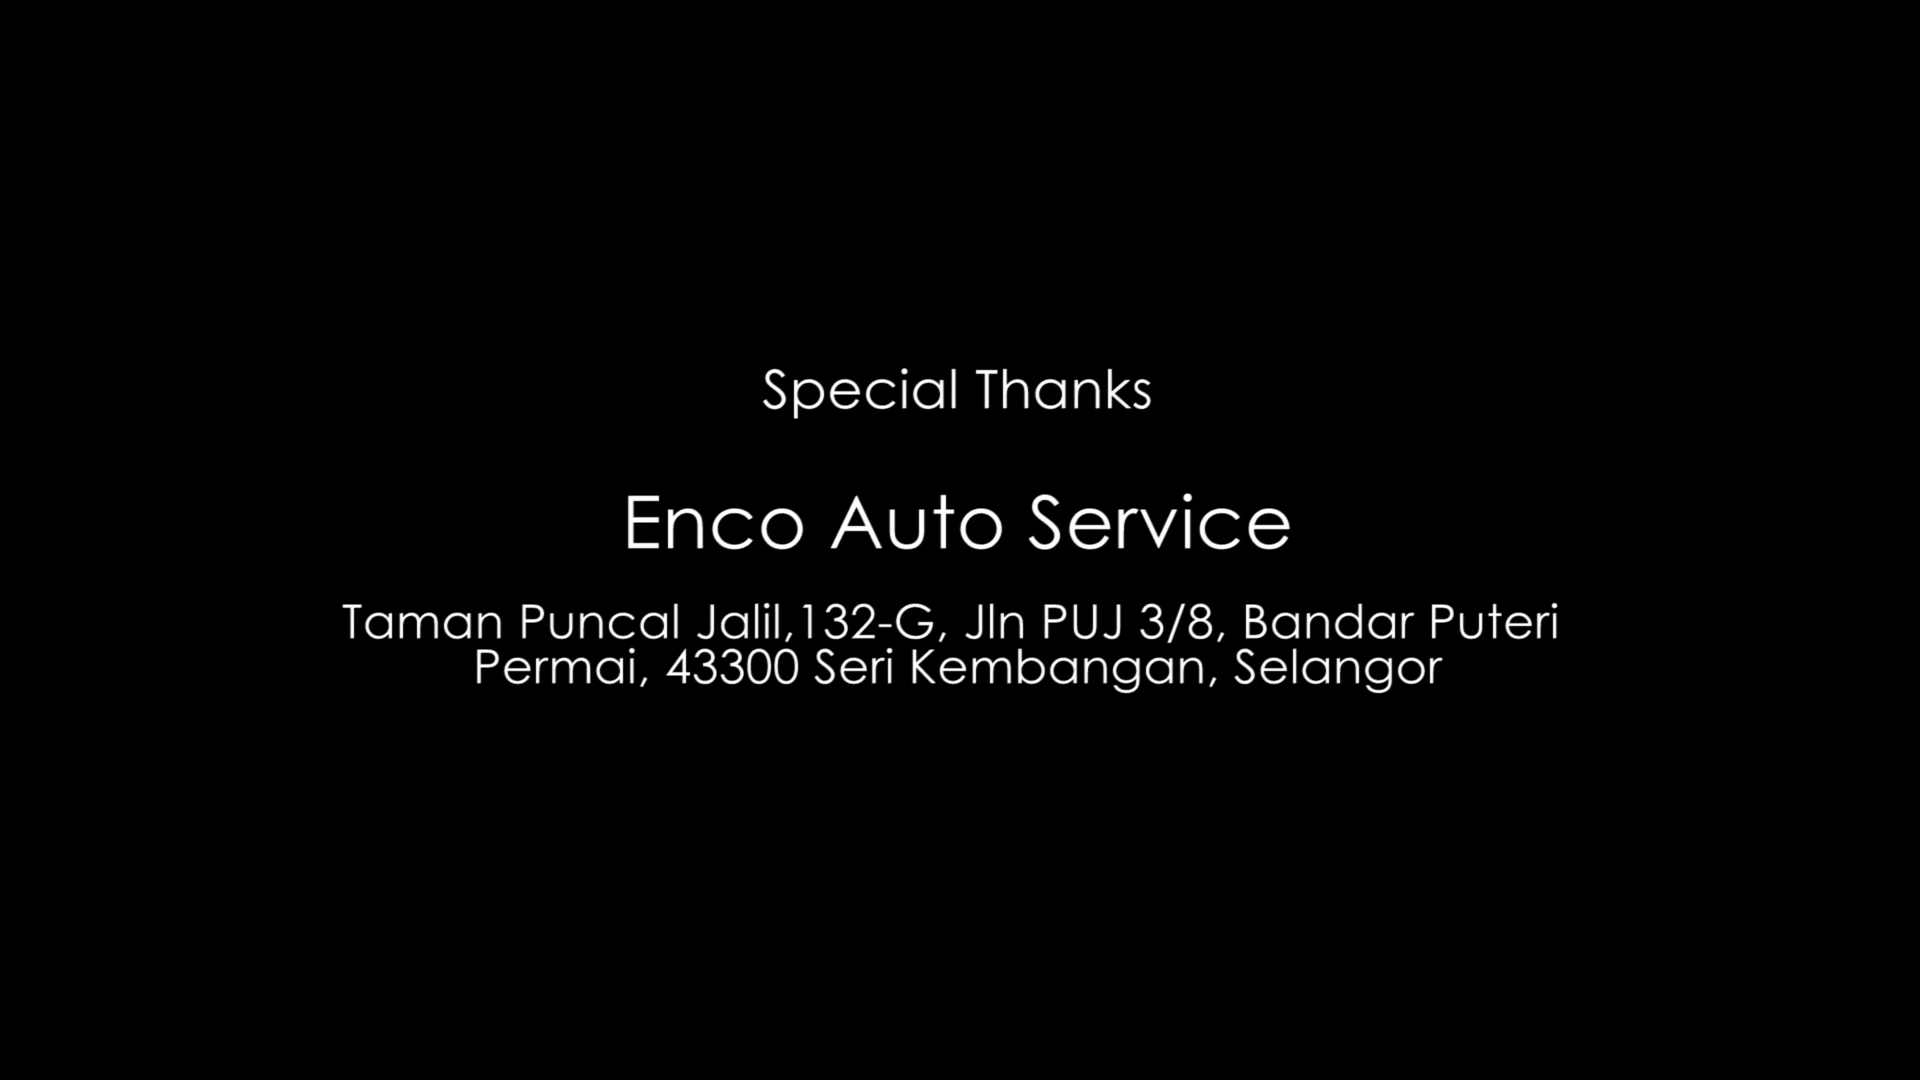 Special Thanks
Enco Auto Service
Taman Puncal Jalil,132-G, Jln PUJ 3/8, Bandar Puteri
Permai, 43300 Seri Kembangan, Selangor